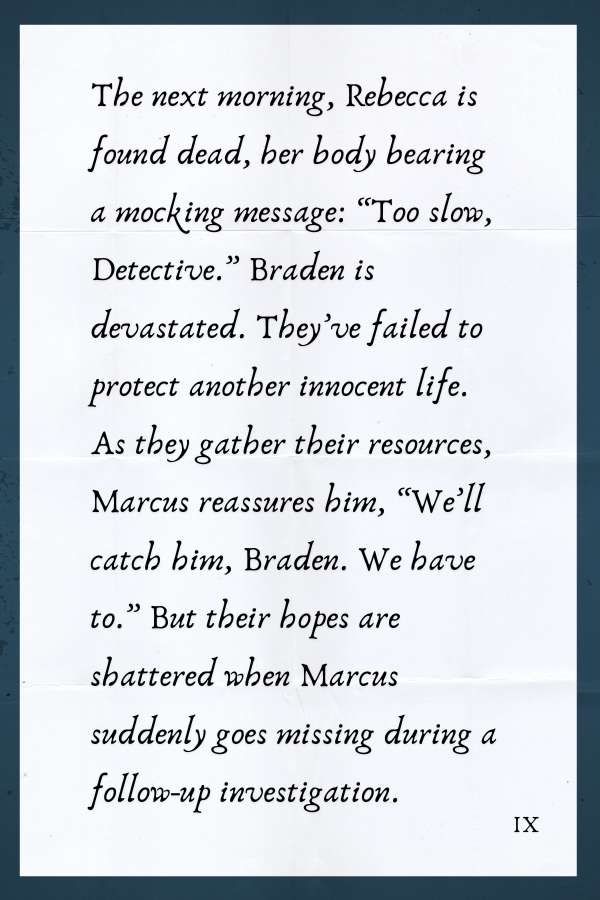 The next morning, Rebecca is
found dead, her body bearing
a mocking message: “Too slow,
Detective.” Braden is
devastated. They’ve failed to
protect another innocent life.
As they gather their resources,
Marcus reassures him, “We’ll
catch him, Braden. We have
to.” But their hopes are
shattered when Marcus
suddenly goes missing during a
follow-up investigation.
IX